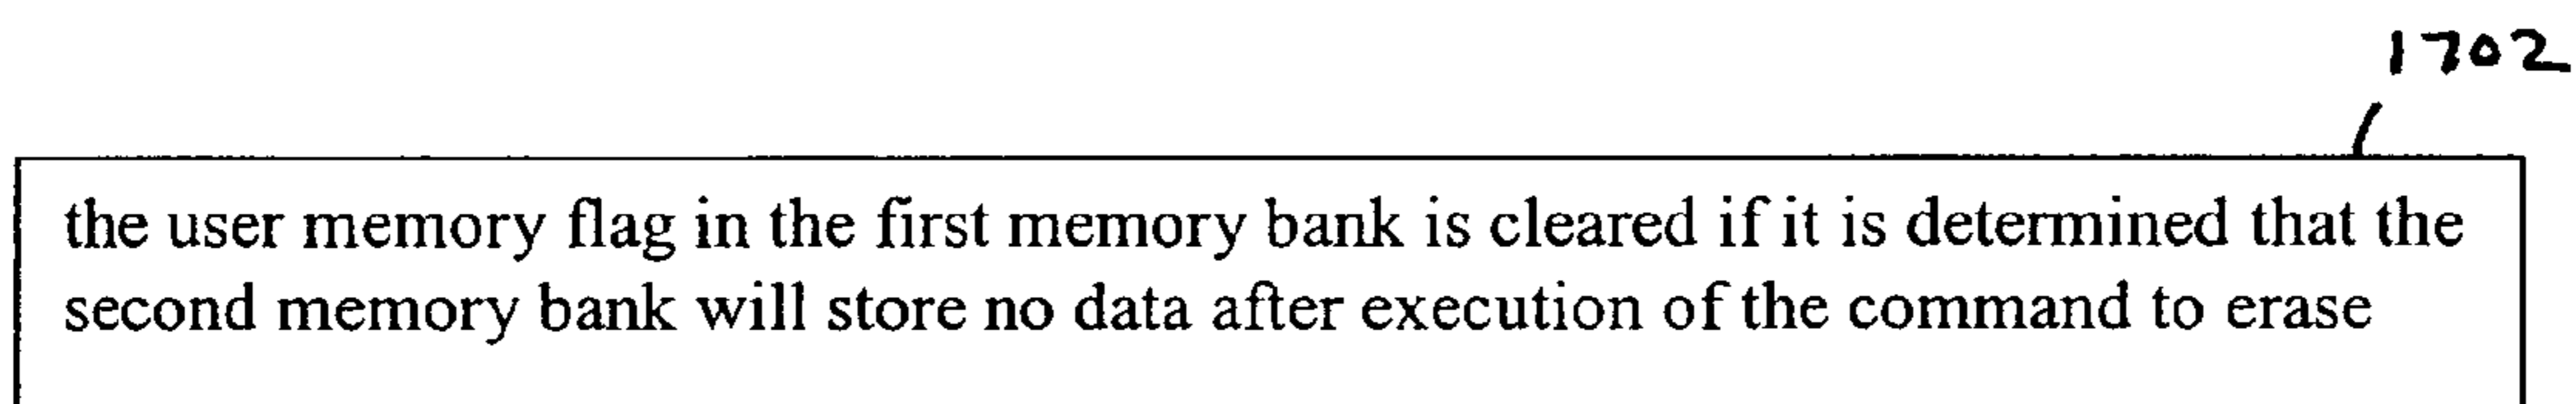 1702
the user memory flag in the first memory bank is cleared if it is determined that the
second memory bank will store no data after execution of the command to erase